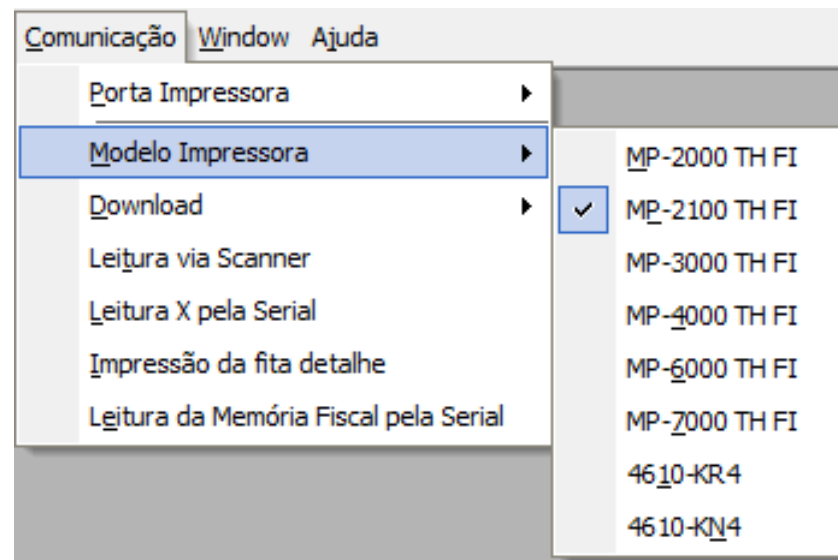 Comunicação Window Ajuda
Porta Impressora
Modelo Impressora
Download
Leitura via Scanner
Leitura X pela Serial
Impressão da fita detalhe
Leitura da Memória Fiscal pela Serial
MP-2000 TH FI
MP-2100 TH FI
MP-3000 TH FI
MP-4000 TH FI
MP-6000 TH FI
MP-7000 TH FI
4610-KR4
4610-KN4